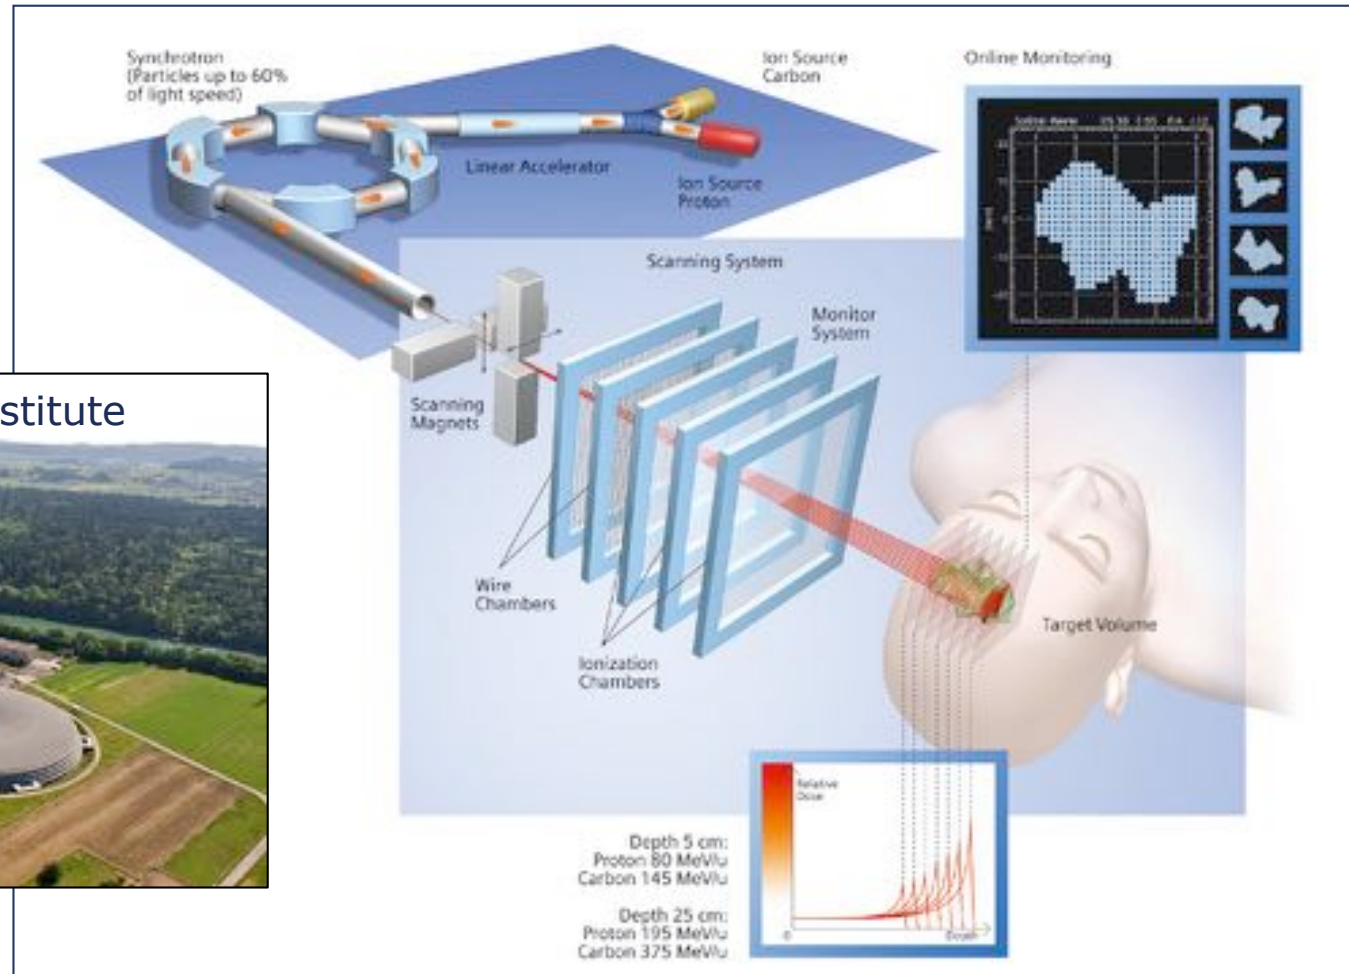 Synchrotron
(Particles up to 60%
of light speed)
Ion Source
Carbon
Online Monitoring
Linear Accelerator
Ion Source
Proton
Scanning System
Monitor
System
stitute
Scanning
Magnets
Wire
Chambers
Ionization
Chambers
Target Volume
Relative
Dose
Depth 5 cm:
Proton 80 MeV/u
Carbon 145 MeV/u
Depth 25 cm:
Proton 195 MeV/u
Carbon 375 MeV/u
0
Depth